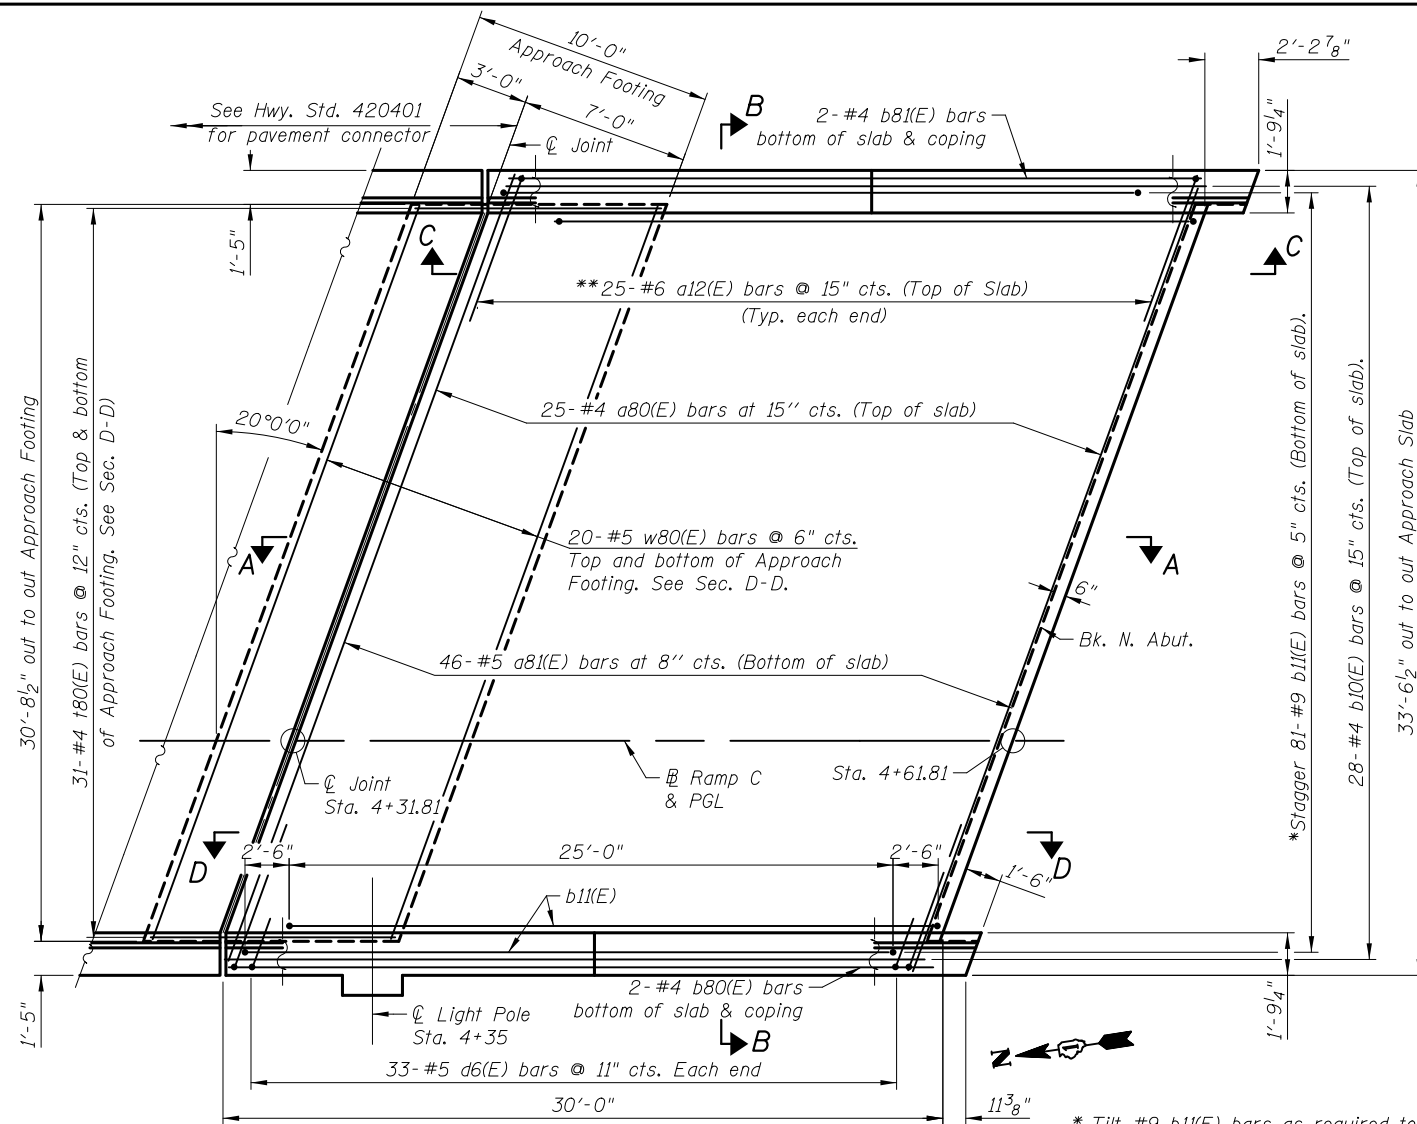 10'-0"
Approach Footing
3'-0"
7'-0"
2'-2 7/8"
1'-9 1/4"
See Hwy. Std. 420401
for pavement connector
℄ Joint
B
2-#4 b81(E) bars
bottom of slab & coping
1'-5"
C
C
**25-#6 a12(E) bars @ 15" cts. (Top of Slab)
(Typ. each end)
25-#4 a80(E) bars at 15'' cts. (Top of slab)
20°0'0"
30'-8 1/2" out to out Approach Footing
31-#4 t80(E) bars @ 12" cts. (Top & bottom
of Approach Footing. See Sec. D-D)
20-#5 w80(E) bars @ 6" cts.
Top and bottom of Approach
Footing. See Sec. D-D.
A
A
6"
Bk. N. Abut.
46-#5 a81(E) bars at 8'' cts. (Bottom of slab)
*Stagger 81-#9 b11(E) bars @ 5" cts. (Bottom of slab).
28-#4 b10(E) bars @ 15" cts. (Top of slab).
33'-6 1/2" out to out Approach Slab
℄ Joint
Sta. 4+31.81
B Ramp C
& PGL
Sta. 4+61.81
D
D
2'-6"
25'-0"
2'-6"
1'-6"
b11(E)
2-#4 b80(E) bars
bottom of slab & coping
1'-5"
℄ Light Pole
Sta. 4+35
B
1'-9 1/4"
N
33-#5 d6(E) bars @ 11" cts. Each end
30'-0"
11 3/8"
* Tilt #9 b11(E) bars as required to